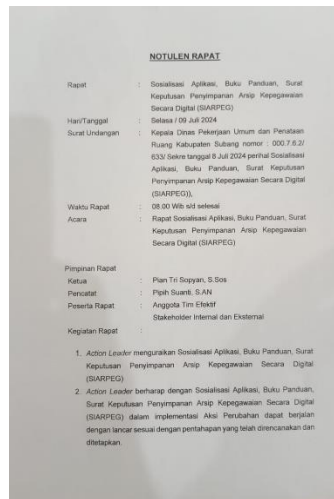 NOTULEN RAPAT
Rapat : Sosialisasi Aplikasi, Buku Panduan, Surat
Keputusan Penyimpanan Arsip Kepegawaian
Secara Digital (SIARPEG)
Hari/Tanggal : Selasa / 09 Juli 2024
Surat Undangan : Kepala Dinas Pekerjaan Umum dan Penataan
Ruang Kabupaten Subang nomor : 000.7.6.2/
633/ Sekre tanggal 8 Juli 2024 perihal Sosialisasi
Aplikasi, Buku Panduan, Surat Keputusan
Penyimpanan Arsip Kepegawaian Secara Digital
(SIARPEG)),
Waktu Rapat : 08.00 Wib s/d selesai
Acara : Rapat Sosialisasi Aplikasi, Buku Panduan, Surat
Keputusan Penyimpanan Arsip Kepegawaian
Secara Digital (SIARPEG)
Pimpinan Rapat
Ketua : Pian Tri Sopyan, S.Sos
Pencatat : Pipih Suanti, S.AN
Peserta Rapat : Anggota Tim Efektif
Stakeholder Internal dan Eksternal
Kegiatan Rapat :
1. Action Leader menguraikan Sosialisasi Aplikasi, Buku Panduan, Surat
Keputusan Penyimpanan Arsip Kepegawaian Secara Digital
(SIARPEG)
2. Action Leader berharap dengan Sosialisasi Aplikasi, Buku Panduan,
Surat Keputusan Penyimpanan Arsip Kepegawaian Secara Digital
(SIARPEG) dalam implementasi Aksi Perubahan dapat berjalan
dengan lancar sesuai dengan pentahapan yang telah direncanakan dan
ditetapkan.